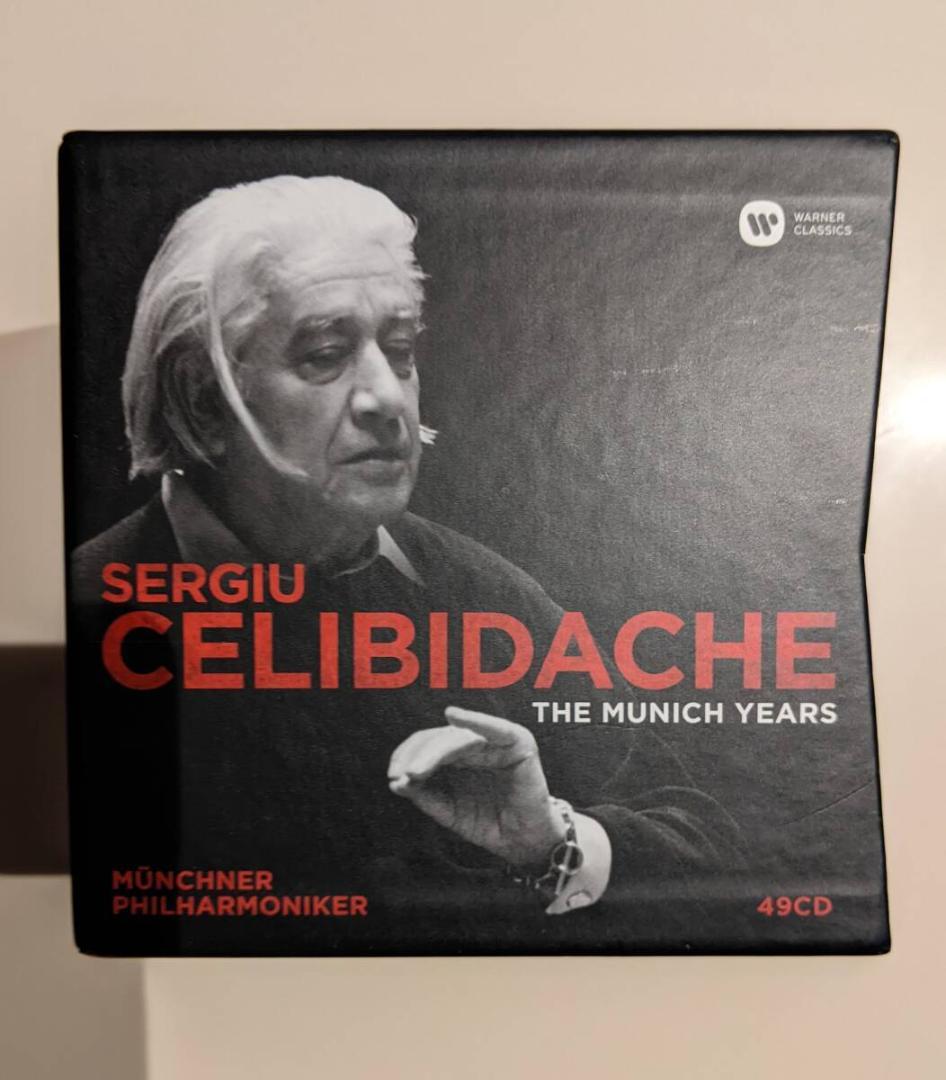 WARNER
CLASSICS
SERGIU
CELIBIDACHE
THE MUNICH YEARS
MÜNCHNER
PHILHARMONIKER
49CD